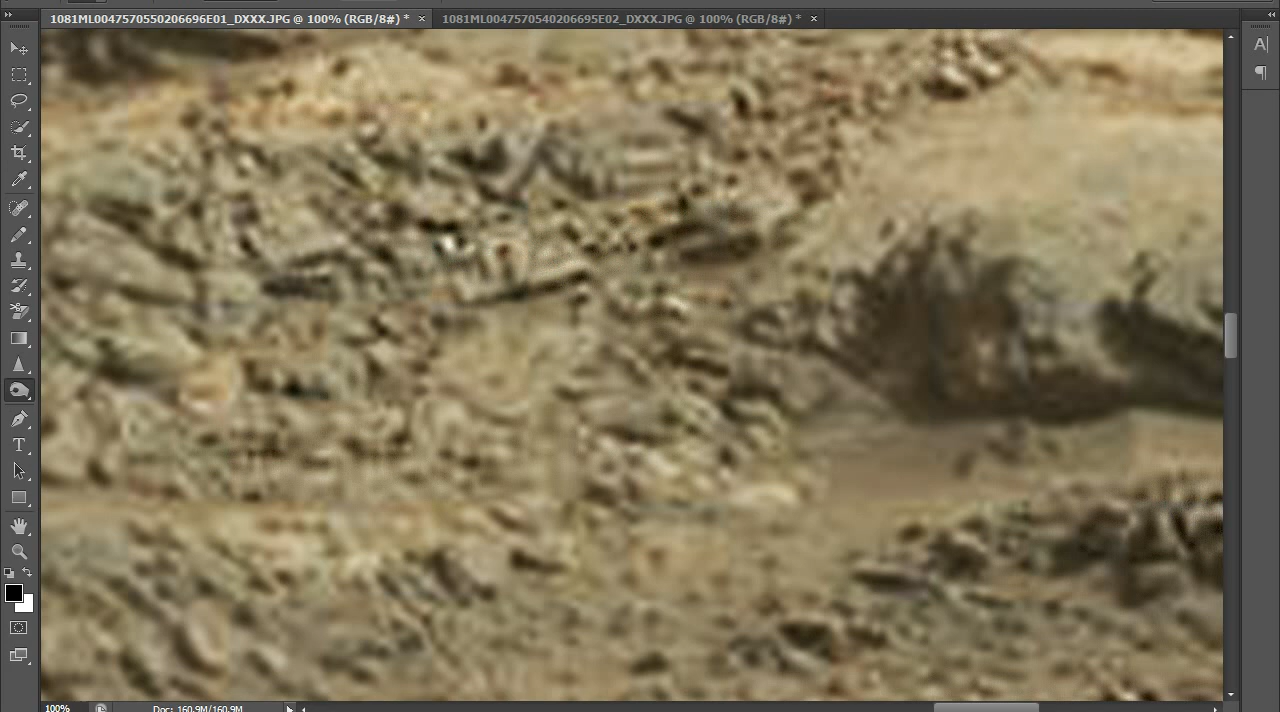 1081ML0047570550206696E01_DXXX.JPG @ 100% (RGB/8#) * ×
1081ML0047570540206695E02_DXXX.JPG @ 100% (RGB/8#) * ×
A
T
100%
Doc: 160.9M/160.9M